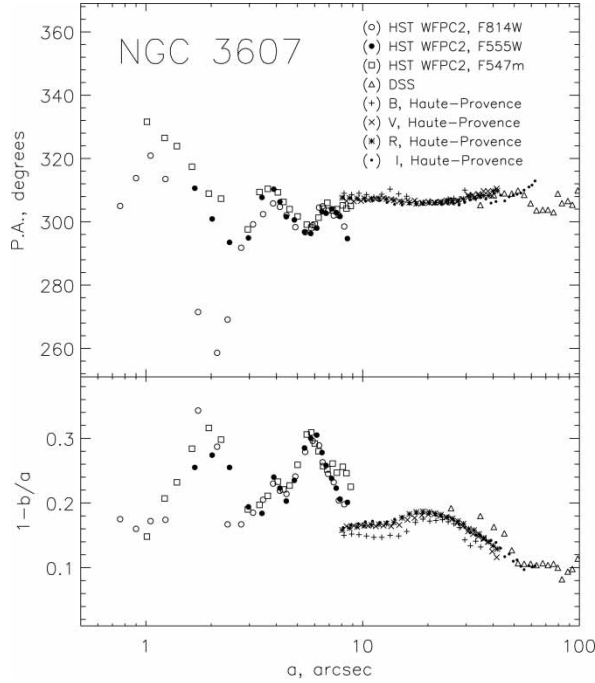 NGC 3607
(○) HST WFPC2, F814W
(●) HST WFPC2, F555W
(□) HST WFPC2, F547m
(△) DSS
(+) B, Haute-Provence
(×) V, Haute-Provence
(*) R, Haute-Provence
(•) I, Haute-Provence
P.A., degrees
360
340
320
300
280
260
1-b/a
0.3
0.2
0.1
1
10
100
a, arcsec